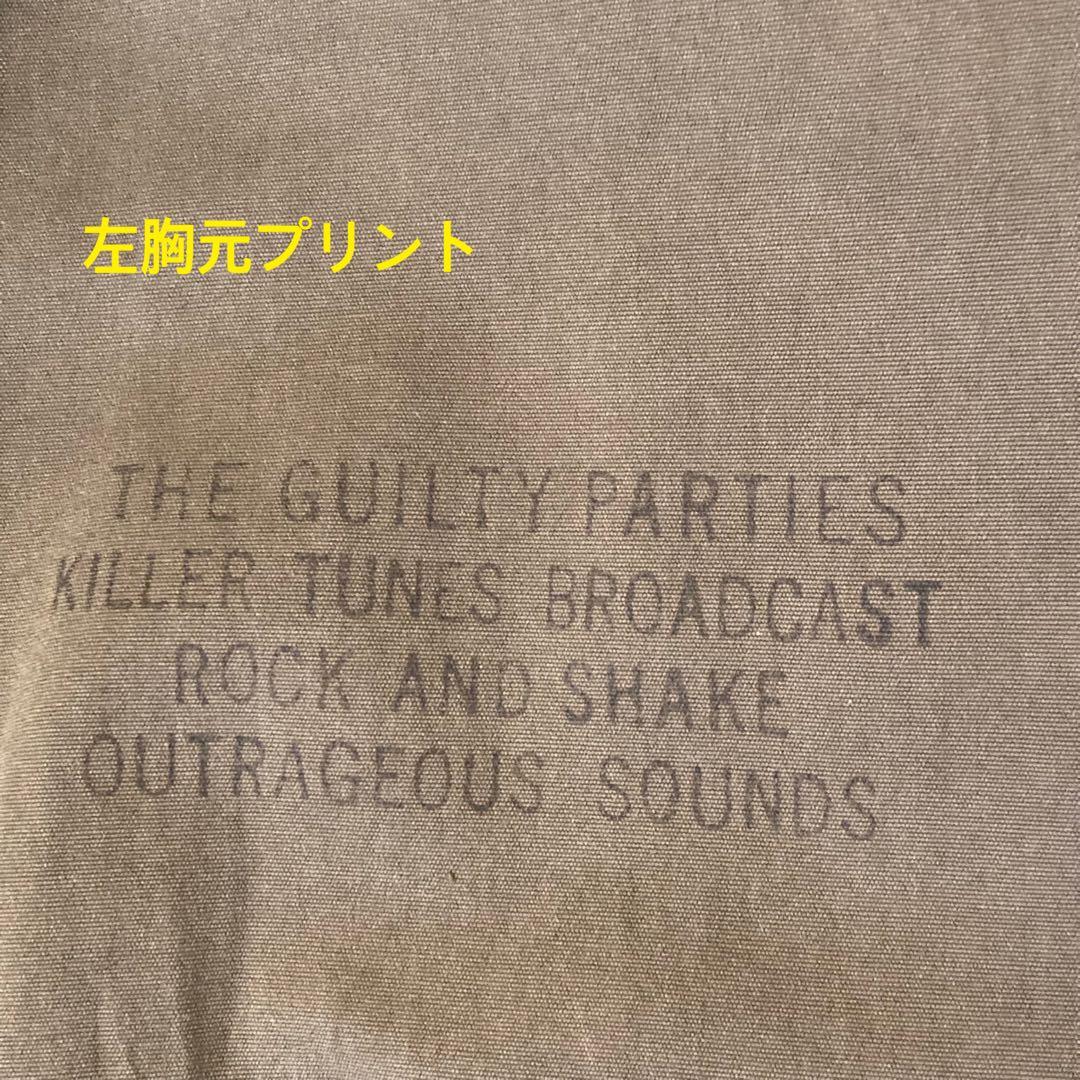 左胸元プリント
THE GUILTY PARTIES
KILLER TUNES BROADCAST
ROCK AND SHAKE
OUTRAGEOUS SOUNDS